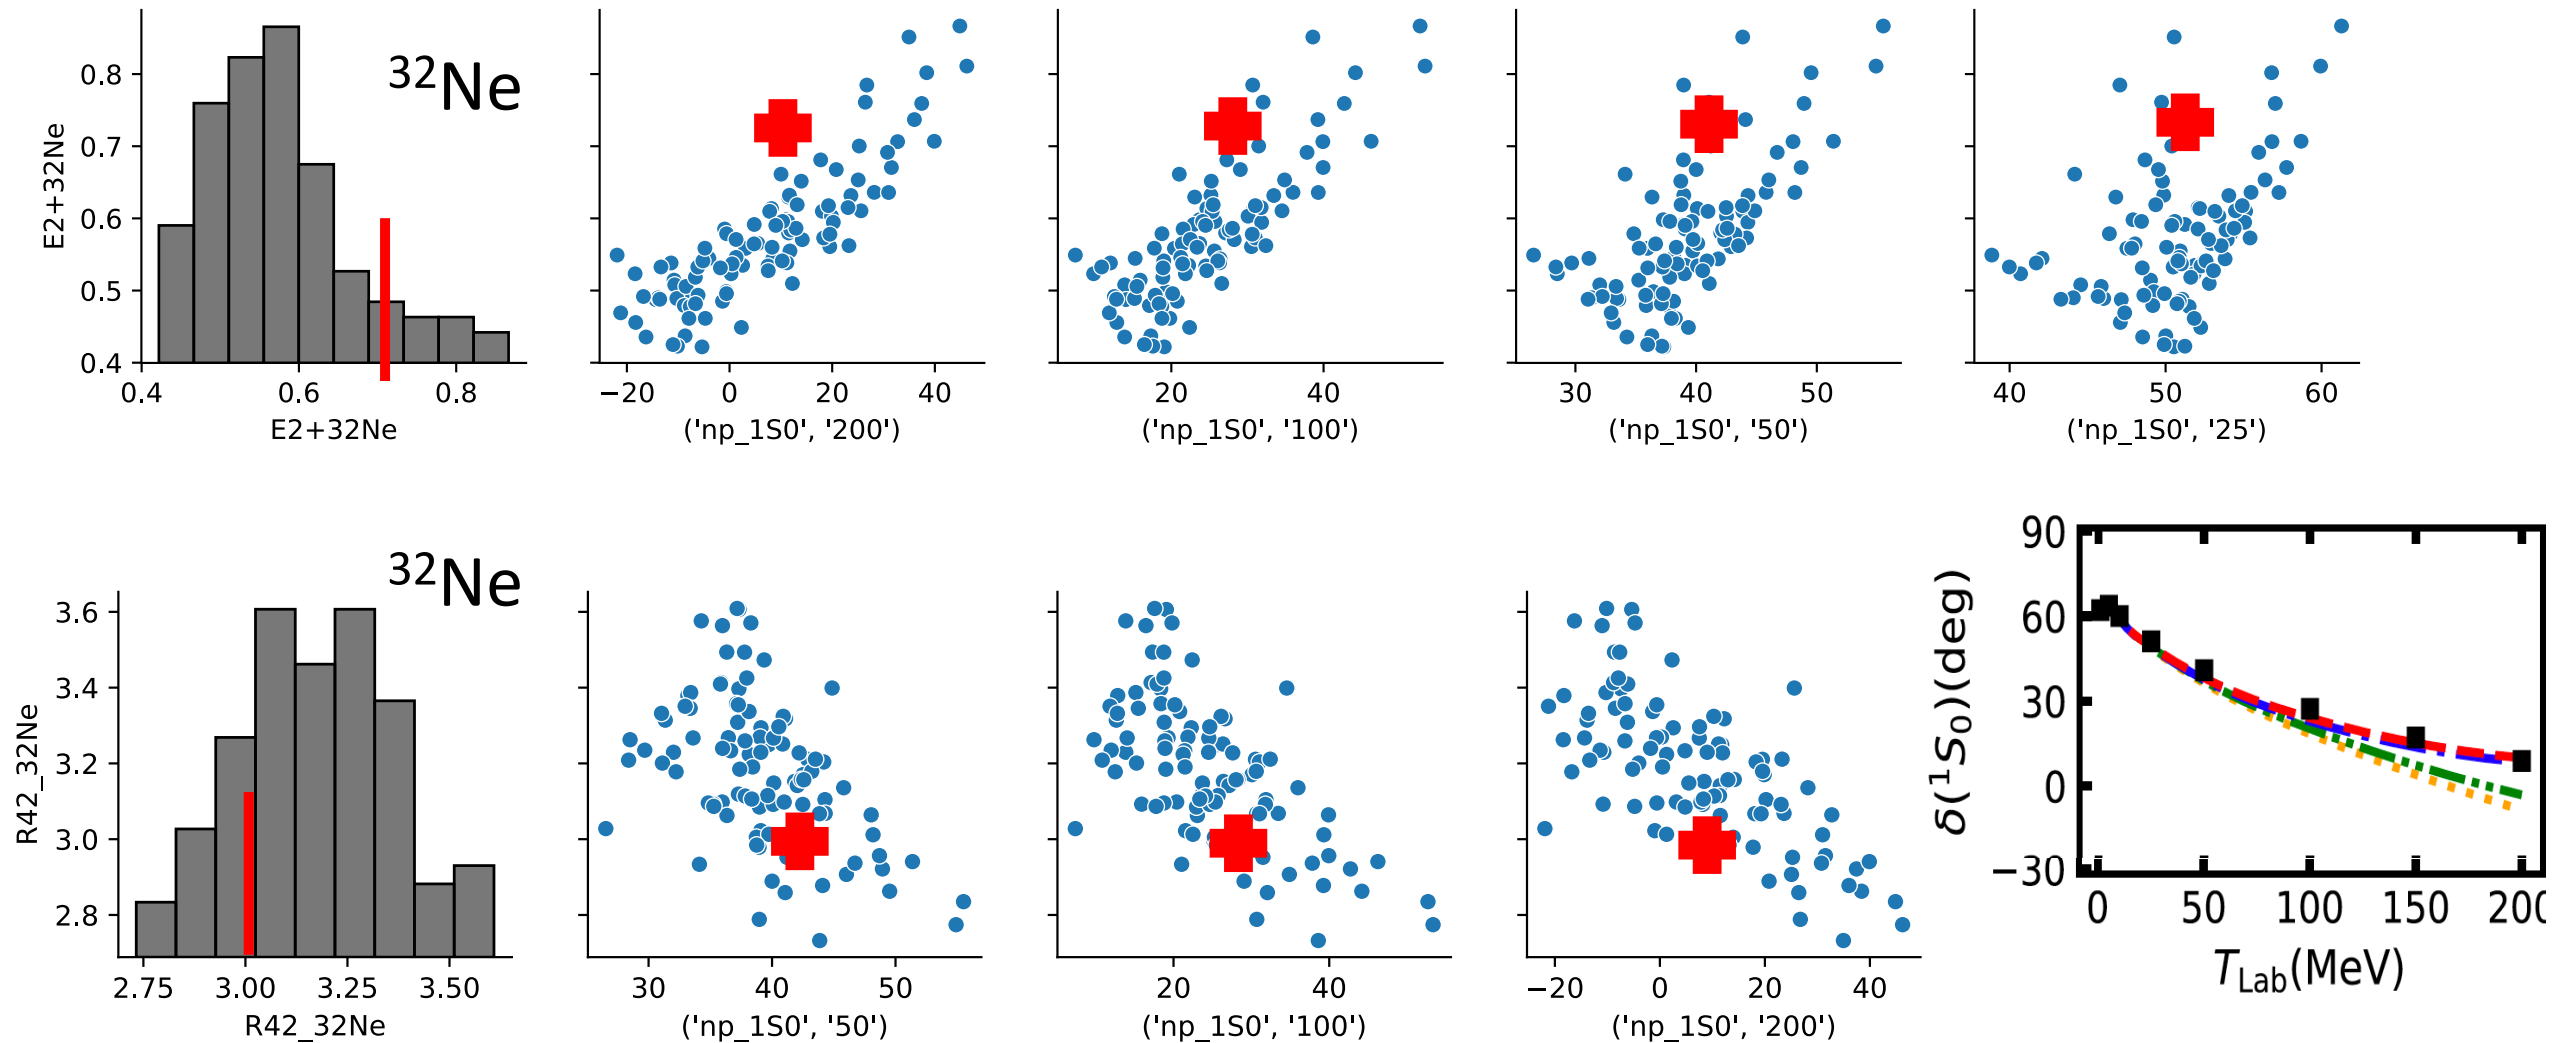 ³²Ne
E2+32Ne
0.8
0.7
0.6
0.5
0.4
0.4 0.6 0.8
E2+32Ne
−20 0 20 40
('np_1S0', '200')
20 40
('np_1S0', '100')
30 40 50
('np_1S0', '50')
40 50 60
('np_1S0', '25')
³²Ne
R42_32Ne
3.6
3.4
3.2
3.0
2.8
2.75 3.00 3.25 3.50
R42_32Ne
30 40 50
('np_1S0', '50')
20 40
('np_1S0', '100')
−20 0 20 40
('np_1S0', '200')
δ(¹S₀)(deg)
90
60
30
0
−30
0 50 100 150 200
T_Lab(MeV)